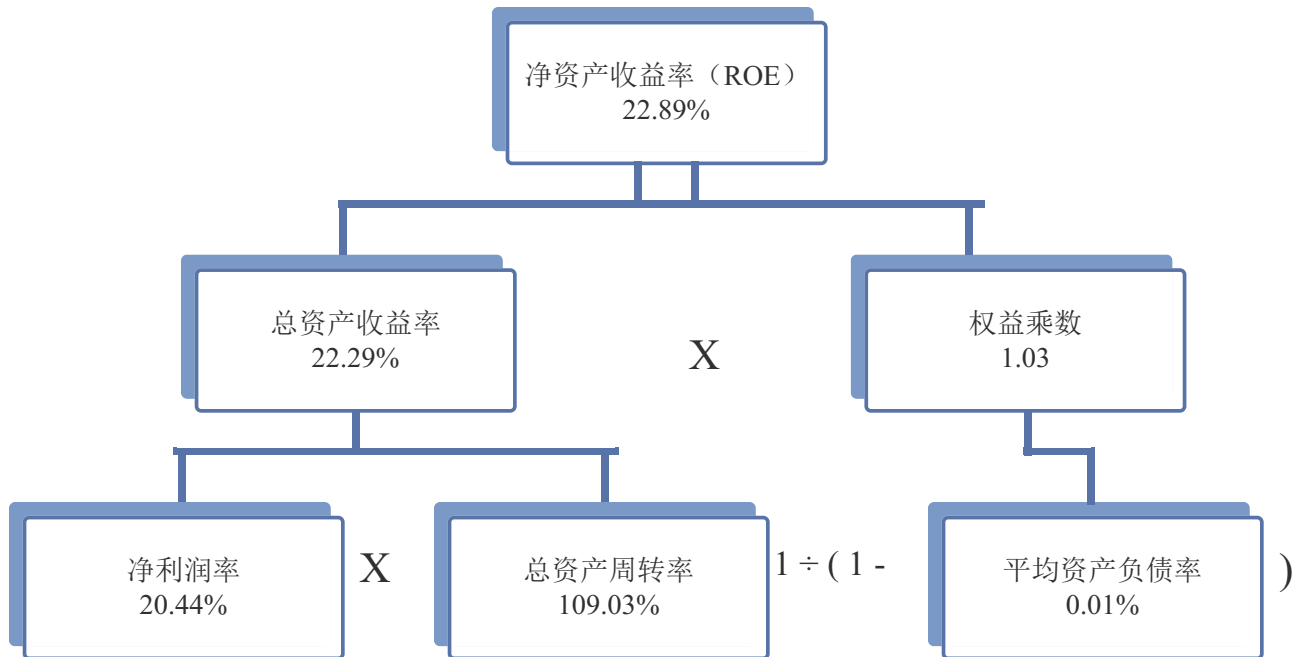 净资产收益率（ROE）
22.89%
总资产收益率
22.29%
X
权益乘数
1.03
净利润率
20.44%
X
总资产周转率
109.03%
1 ÷ ( 1 -
平均资产负债率
0.01%
)